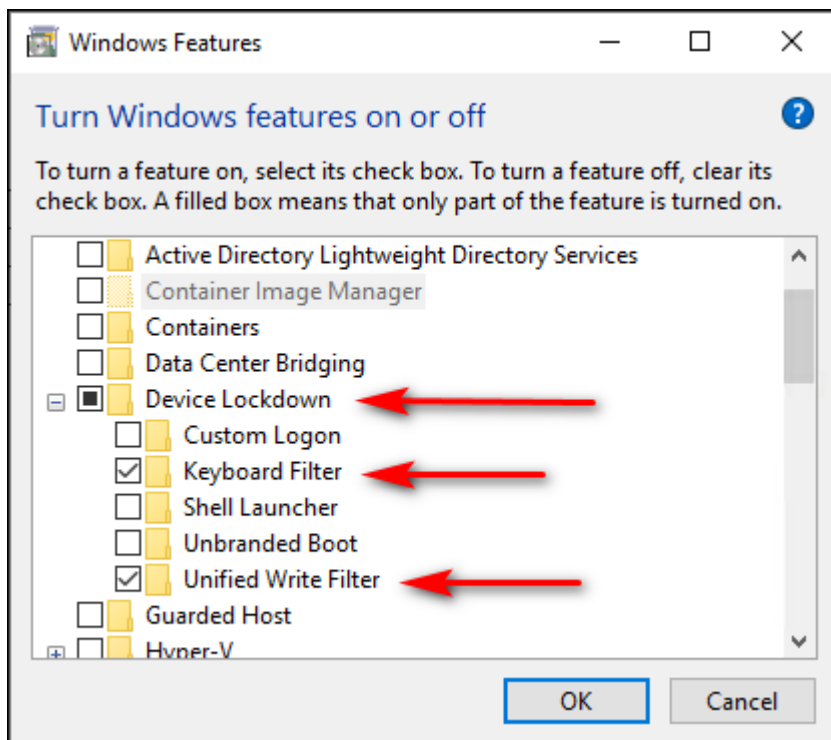 Windows Features
Turn Windows features on or off
?
To turn a feature on, select its check box. To turn a feature off, clear its
check box. A filled box means that only part of the feature is turned on.
Active Directory Lightweight Directory Services
Container Image Manager
Containers
Data Center Bridging
Device Lockdown
Custom Logon
Keyboard Filter
Shell Launcher
Unbranded Boot
Unified Write Filter
Guarded Host
Hyper-V
OK Cancel